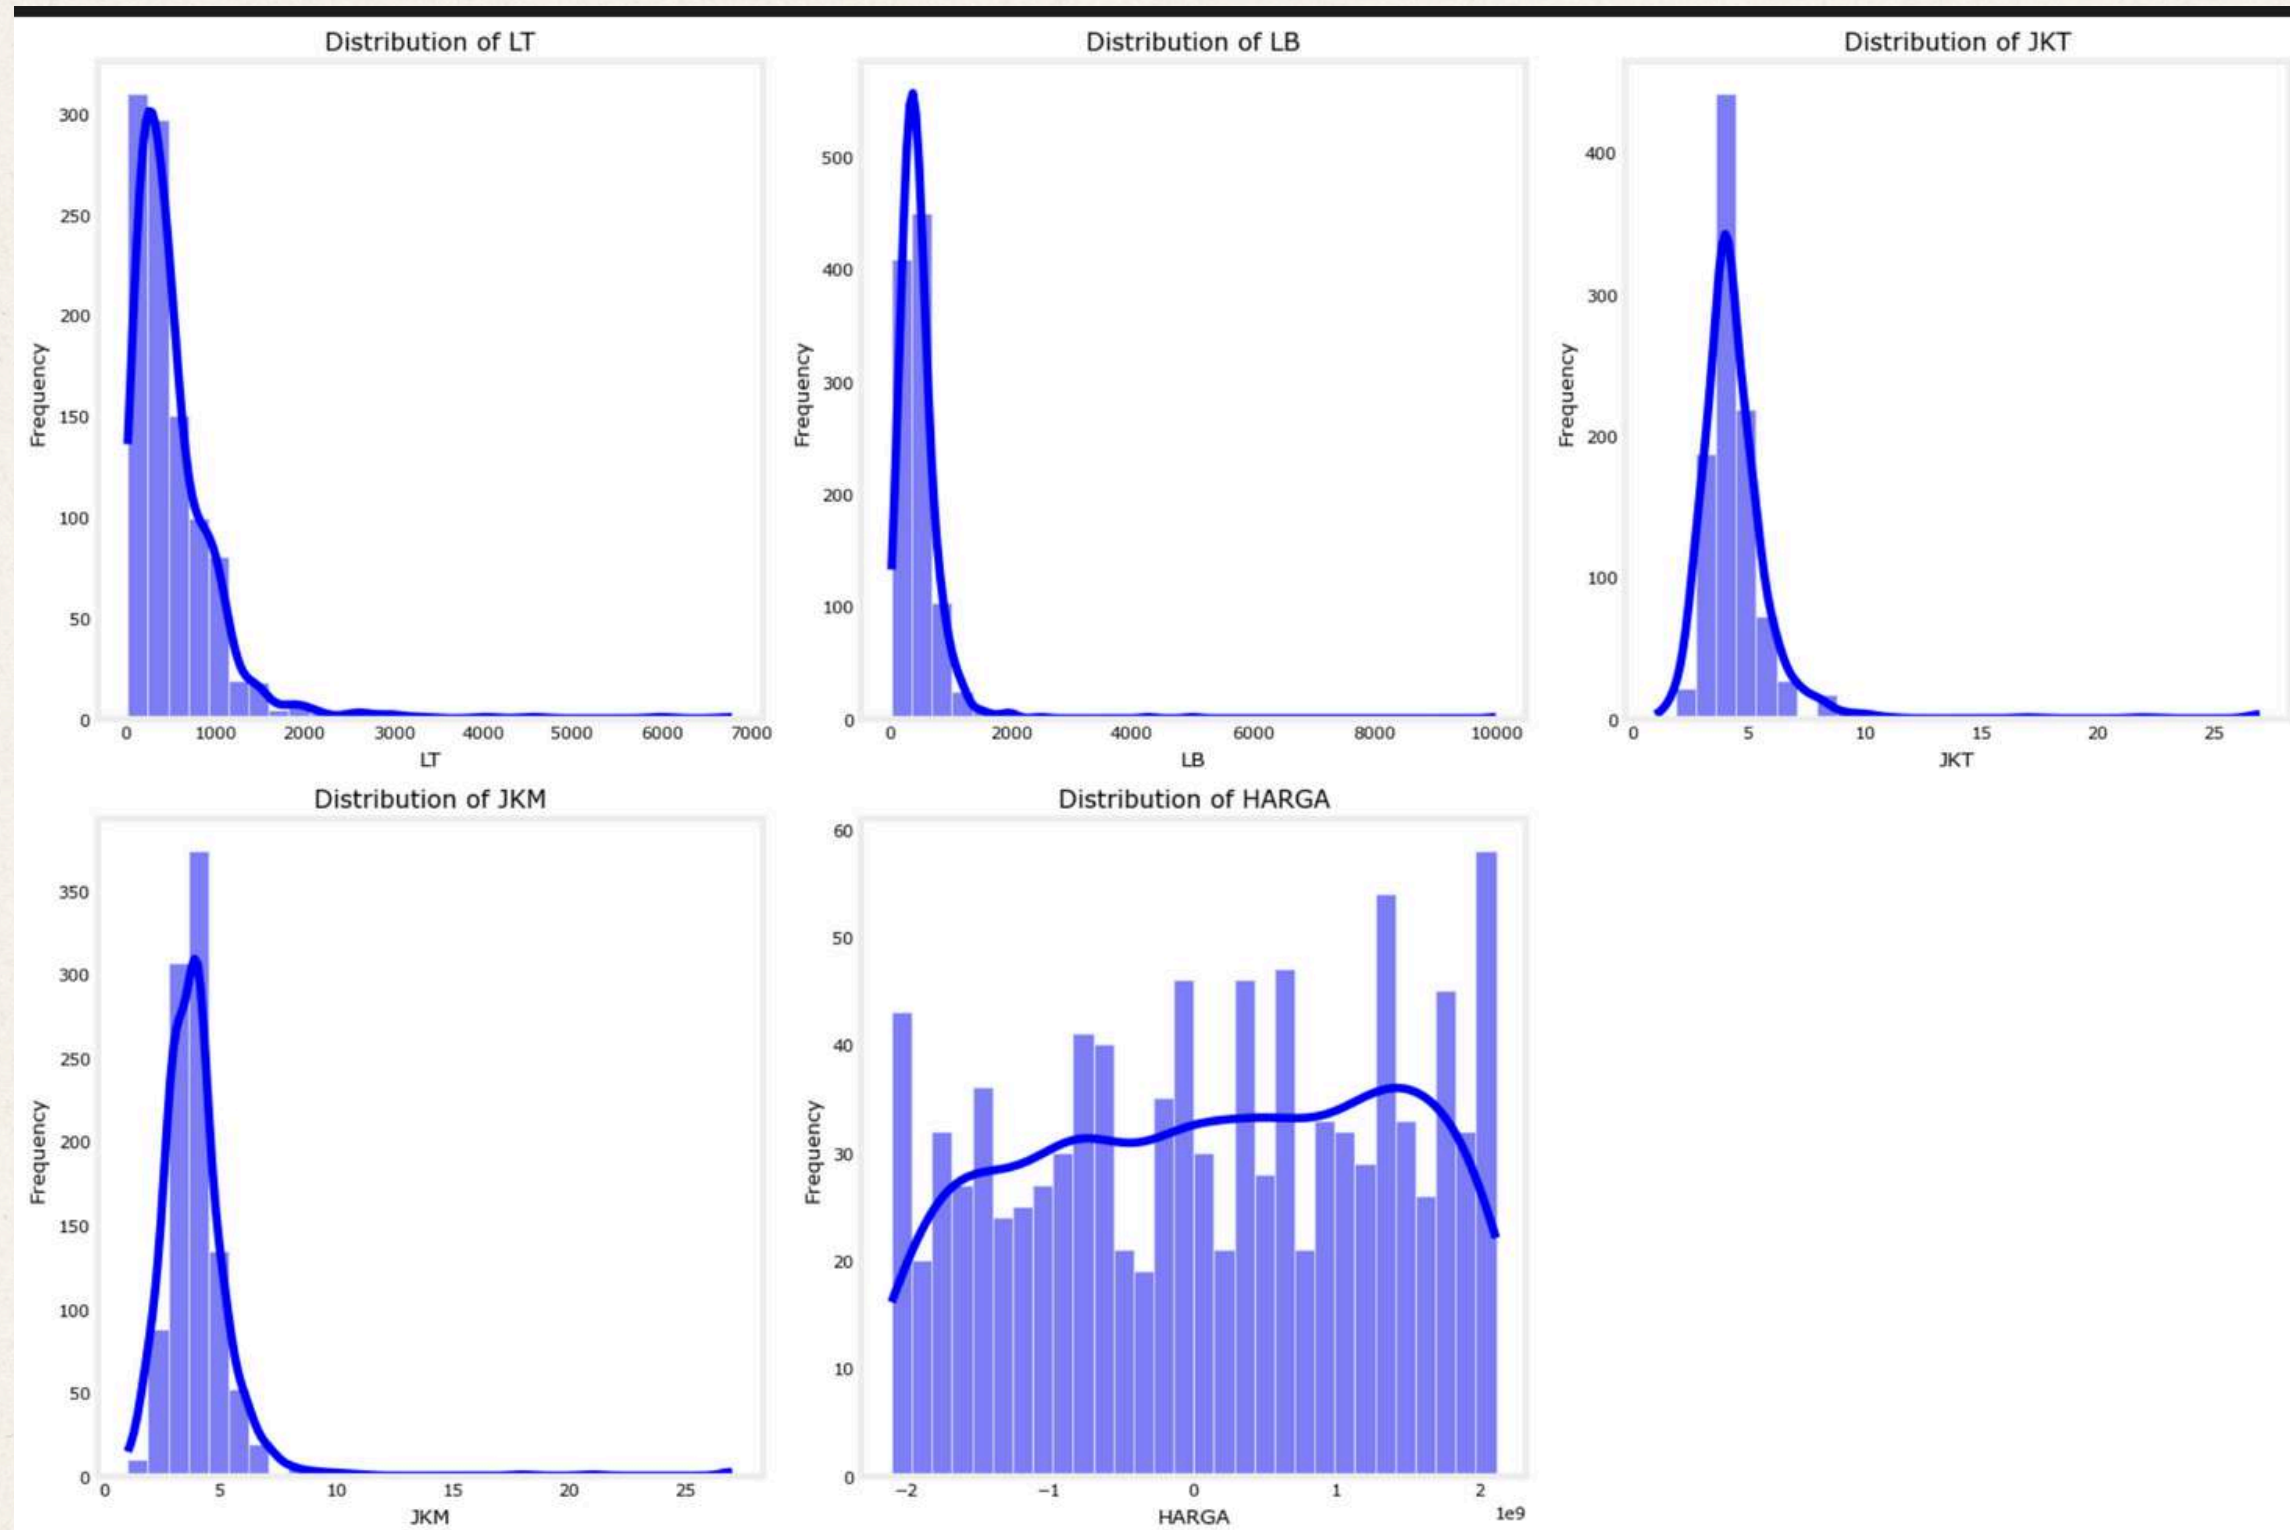 Distribution of LT
300
250
200
150
100
50
0
Frequency
0 1000 2000 3000 4000 5000 6000 7000
LT
Distribution of LB
500
400
300
200
100
0
Frequency
0 2000 4000 6000 8000 10000
LB
Distribution of JKT
400
300
200
100
0
Frequency
0 5 10 15 20 25
JKT
Distribution of JKM
350
300
250
200
150
100
50
0
Frequency
0 5 10 15 20 25
JKM
Distribution of HARGA
60
50
40
30
20
10
0
Frequency
−2 −1 0 1 2
1e9
HARGA